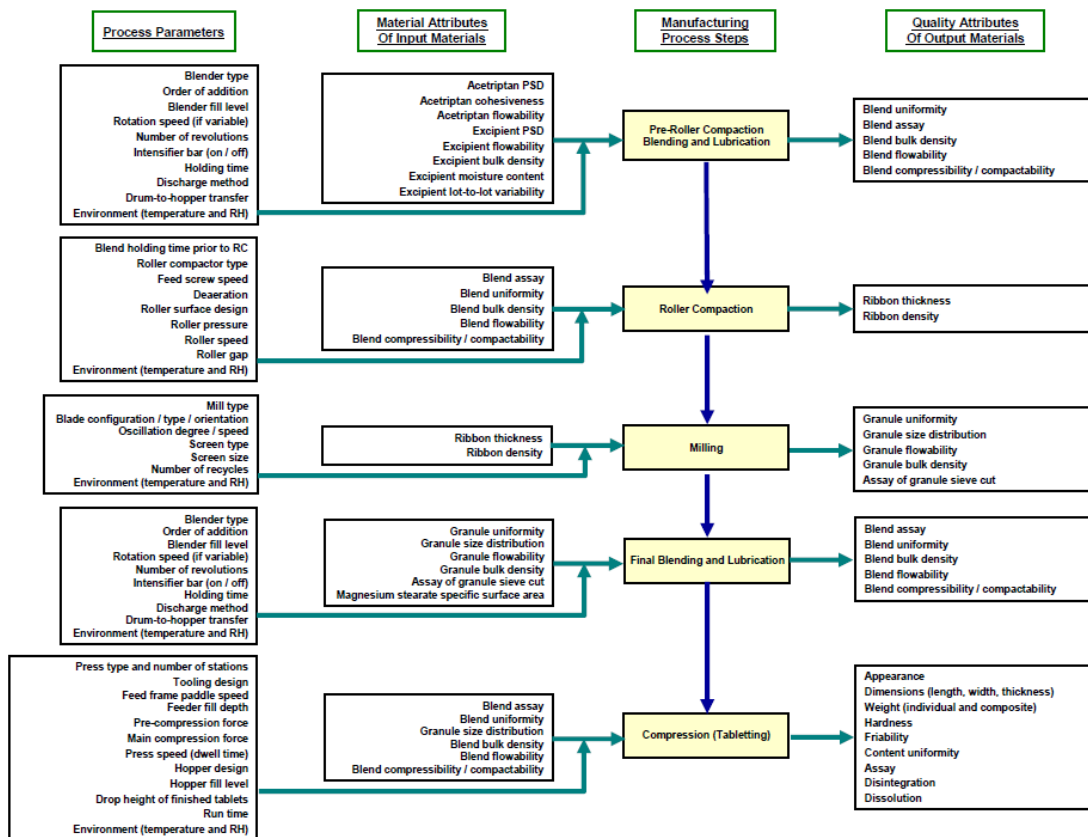 Process Parameters
Material Attributes
Of Input Materials
Manufacturing
Process Steps
Quality Attributes
Of Output Materials
Blender type
Order of addition
Blender fill level
Rotation speed (if variable)
Number of revolutions
Intensifier bar (on / off)
Holding time
Discharge method
Drum-to-hopper transfer
Environment (temperature and RH)
Acetriptan PSD
Acetriptan cohesiveness
Acetriptan flowability
Excipient PSD
Excipient flowability
Excipient bulk density
Excipient moisture content
Excipient lot-to-lot variability
Pre-Roller Compaction
Blending and Lubrication
Blend uniformity
Blend assay
Blend bulk density
Blend flowability
Blend compressibility / compactability
Blend holding time prior to RC
Roller compactor type
Feed screw speed
Deaeration
Roller surface design
Roller pressure
Roller speed
Roller gap
Environment (temperature and RH)
Blend assay
Blend uniformity
Blend bulk density
Blend flowability
Blend compressibility / compactability
Roller Compaction
Ribbon thickness
Ribbon density
Mill type
Blade configuration / type / orientation
Oscillation degree / speed
Screen type
Screen size
Number of recycles
Environment (temperature and RH)
Ribbon thickness
Ribbon density
Milling
Granule uniformity
Granule size distribution
Granule flowability
Granule bulk density
Assay of granule sieve cut
Blender type
Order of addition
Blender fill level
Rotation speed (if variable)
Number of revolutions
Intensifier bar (on / off)
Holding time
Discharge method
Drum-to-hopper transfer
Environment (temperature and RH)
Granule uniformity
Granule size distribution
Granule flowability
Granule bulk density
Assay of granule sieve cut
Magnesium stearate specific surface area
Final Blending and Lubrication
Blend assay
Blend uniformity
Blend bulk density
Blend flowability
Blend compressibility / compactability
Press type and number of stations
Tooling design
Feed frame paddle speed
Feeder fill depth
Pre-compression force
Main compression force
Press speed (dwell time)
Hopper design
Hopper fill level
Drop height of finished tablets
Run time
Environment (temperature and RH)
Blend assay
Blend uniformity
Granule size distribution
Blend bulk density
Blend flowability
Blend compressibility / compactability
Compression (Tabletting)
Appearance
Dimensions (length, width, thickness)
Weight (individual and composite)
Hardness
Friability
Content uniformity
Assay
Disintegration
Dissolution